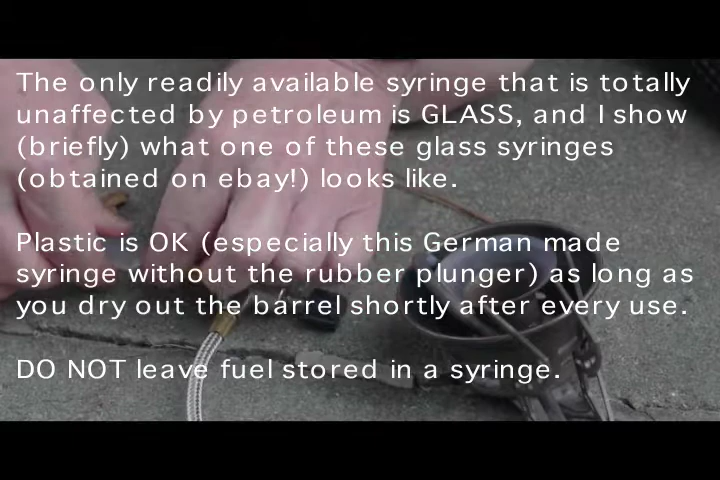 The only readily available syringe that is totally
unaffected by petroleum is GLASS, and I show
(briefly) what one of these glass syringes
(obtained on ebay!) looks like.
Plastic is OK (especially this German made
syringe without the rubber plunger) as long as
you dry out the barrel shortly after every use.
DO NOT leave fuel stored in a syringe.